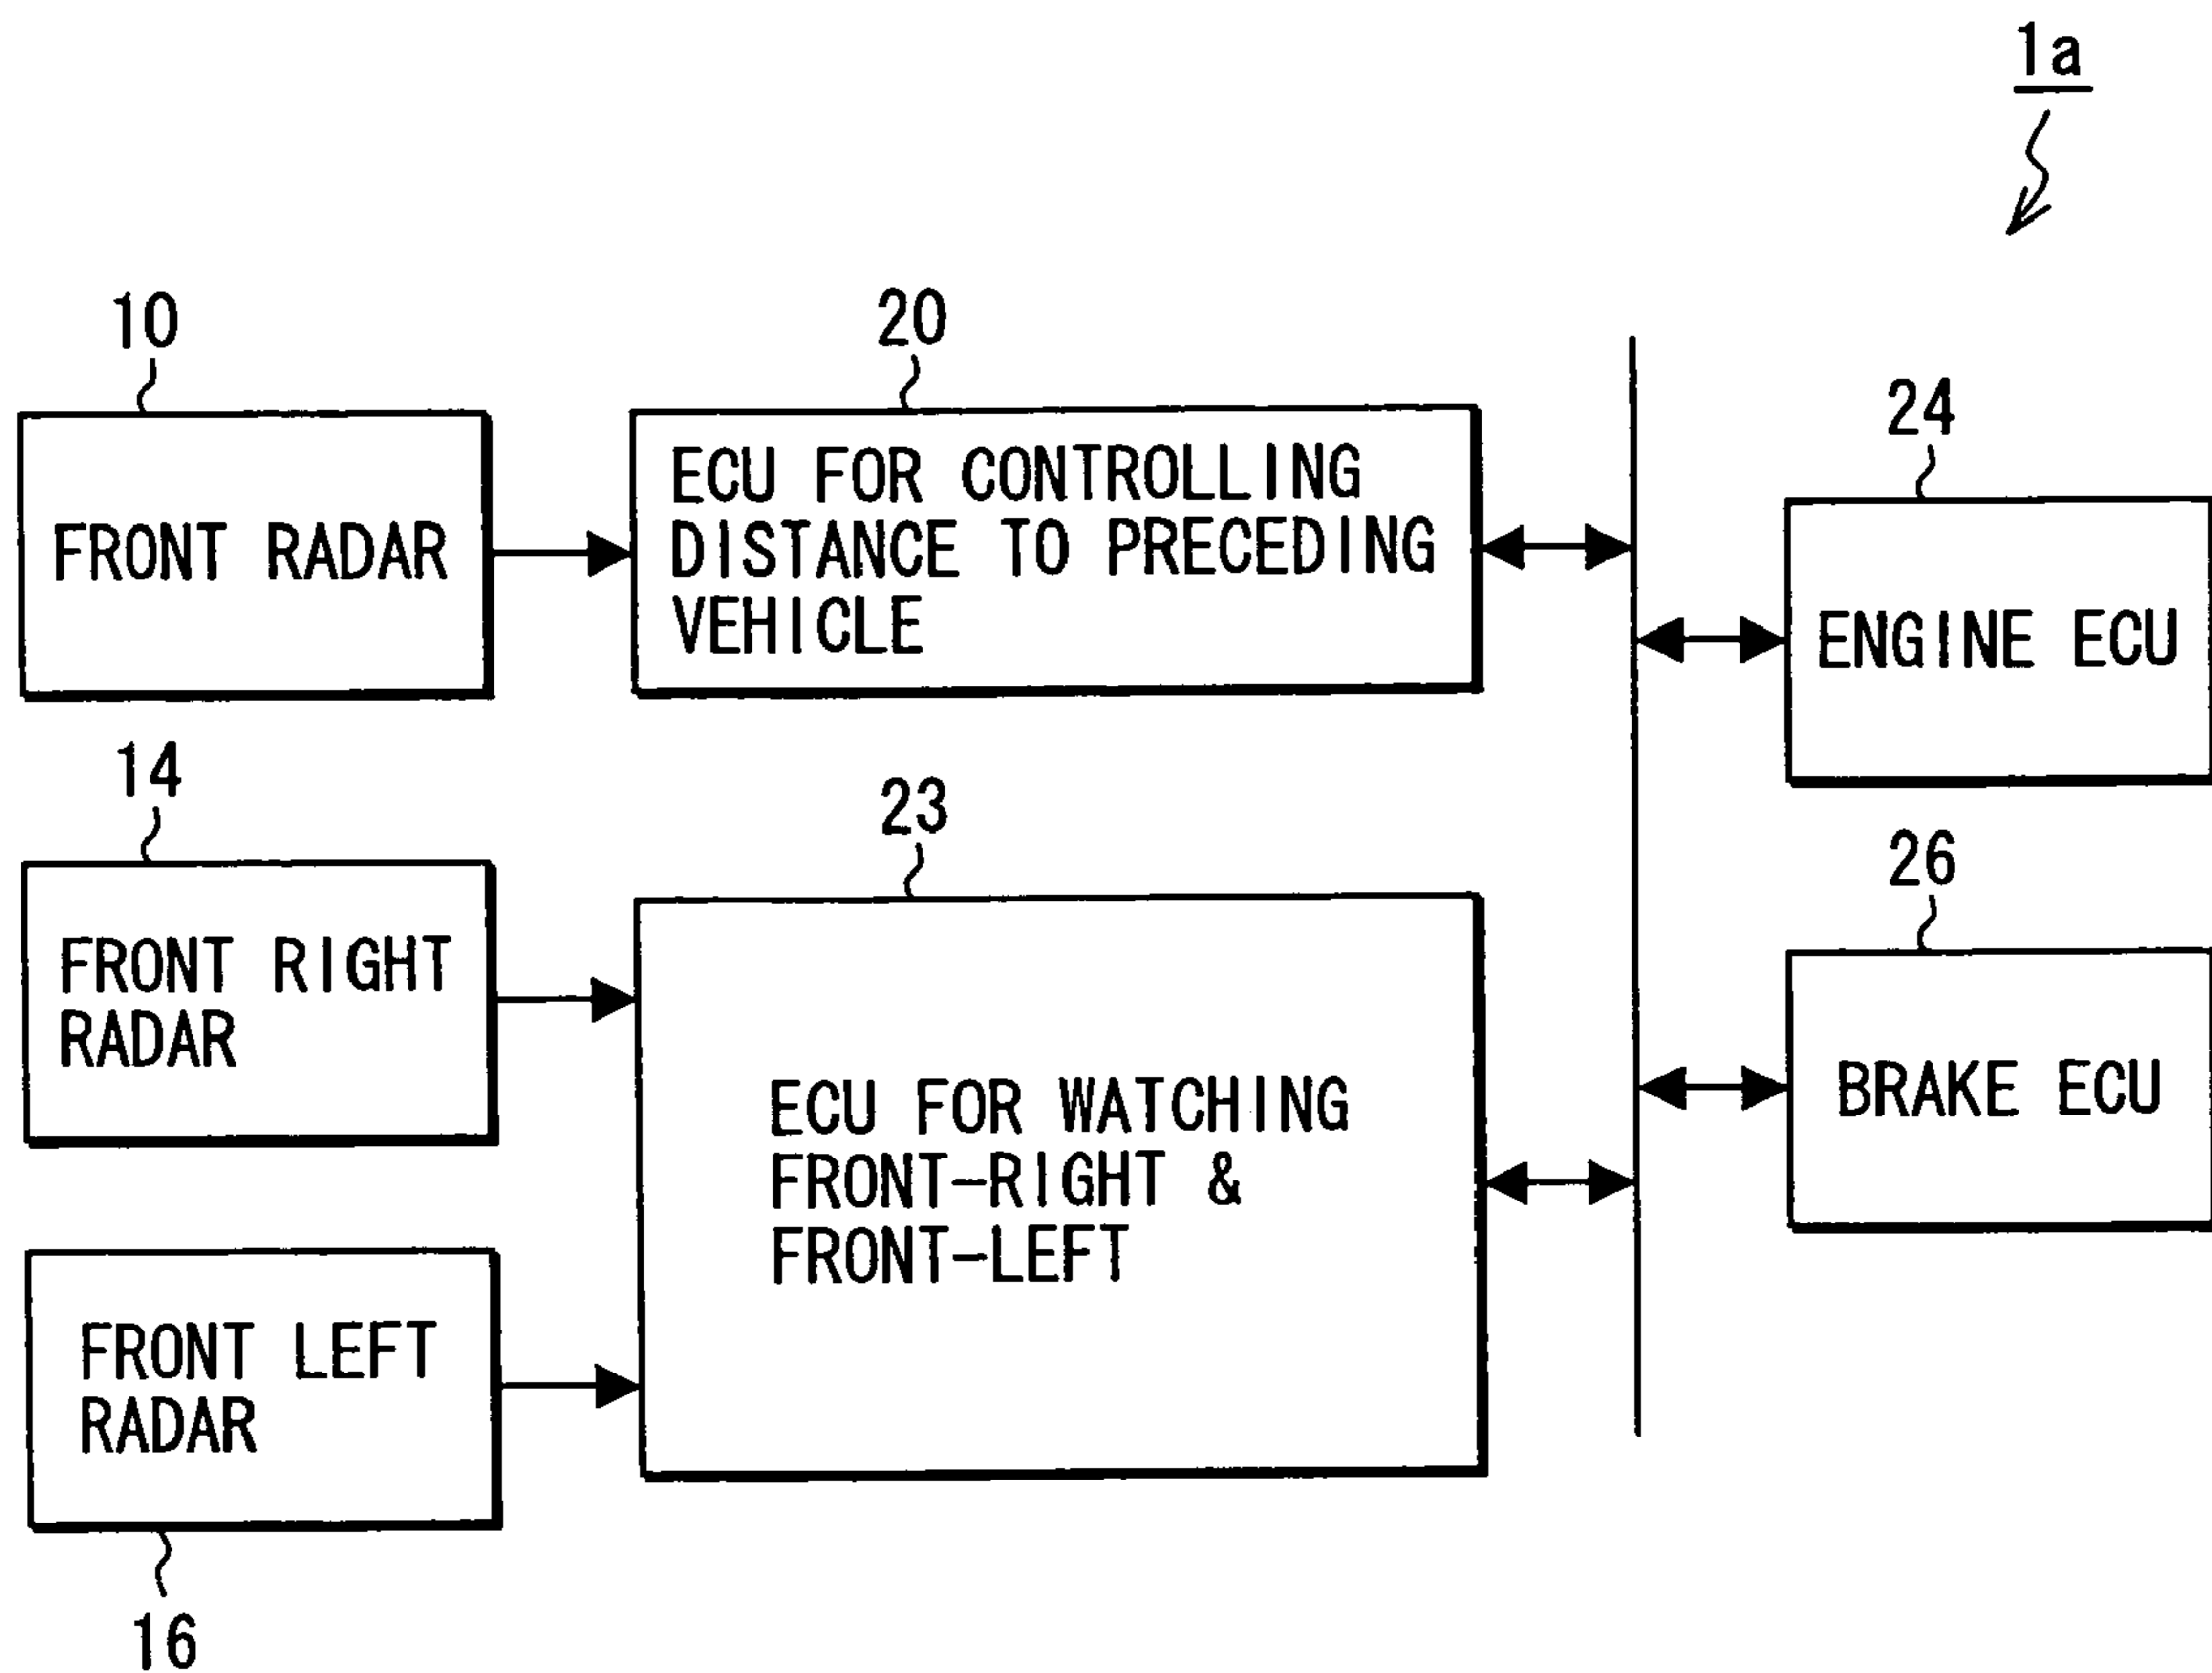 1a
10
FRONT RADAR
20
ECU FOR CONTROLLING
DISTANCE TO PRECEDING
VEHICLE
24
ENGINE ECU
14
FRONT RIGHT
RADAR
23
ECU FOR WATCHING
FRONT-RIGHT &
FRONT-LEFT
26
BRAKE ECU
FRONT LEFT
RADAR
16